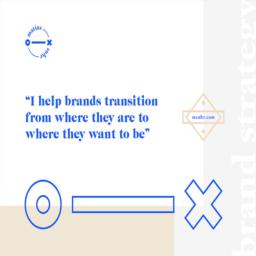 “I help brands transition
from where they are to
where they want to be”
brand strategy